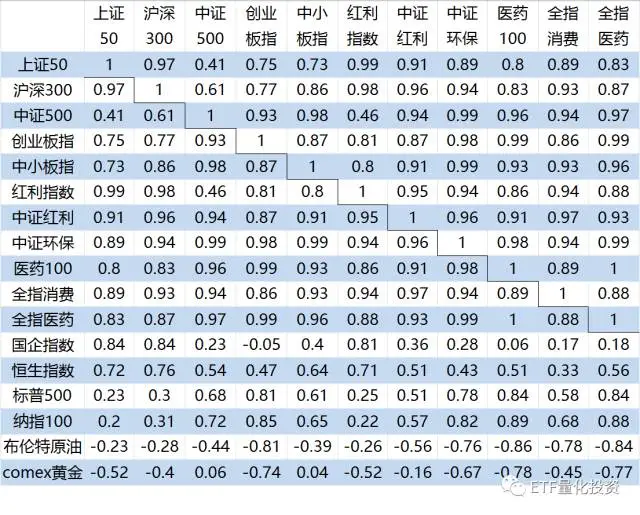 上证 沪深 中证 创业 中小 红利 中证 中证 医药 全指 全指
50 300 500 板指 板指 指数 红利 环保 100 消费 医药
上证50 1 0.97 0.41 0.75 0.73 0.99 0.91 0.89 0.8 0.89 0.83
沪深300 0.97 1 0.61 0.77 0.86 0.98 0.96 0.94 0.83 0.93 0.87
中证500 0.41 0.61 1 0.93 0.98 0.46 0.94 0.99 0.96 0.94 0.97
创业板指 0.75 0.77 0.93 1 0.87 0.81 0.87 0.98 0.99 0.86 0.99
中小板指 0.73 0.86 0.98 0.87 1 0.8 0.91 0.99 0.93 0.93 0.96
红利指数 0.99 0.98 0.46 0.81 0.8 1 0.95 0.94 0.86 0.94 0.88
中证红利 0.91 0.96 0.94 0.87 0.91 0.95 1 0.96 0.91 0.97 0.93
中证环保 0.89 0.94 0.99 0.98 0.99 0.94 0.96 1 0.98 0.94 0.99
医药100 0.8 0.83 0.96 0.99 0.93 0.86 0.91 0.98 1 0.89 1
全指消费 0.89 0.93 0.94 0.86 0.93 0.94 0.97 0.94 0.89 1 0.88
全指医药 0.83 0.87 0.97 0.99 0.96 0.88 0.93 0.99 1 0.88 1
国企指数 0.84 0.84 0.23 -0.05 0.4 0.81 0.36 0.28 0.06 0.17 0.18
恒生指数 0.72 0.76 0.54 0.47 0.64 0.71 0.51 0.43 0.51 0.33 0.56
标普500 0.23 0.3 0.68 0.81 0.61 0.25 0.51 0.78 0.84 0.58 0.84
纳指100 0.2 0.31 0.72 0.85 0.65 0.22 0.57 0.82 0.89 0.68 0.88
布伦特原油 -0.23 -0.28 -0.44 -0.81 -0.39 -0.26 -0.56 -0.76 -0.86 -0.78 -0.84
comex黄金 -0.52 -0.4 0.06 -0.74 0.04 -0.52 -0.16 -0.67 -0.78 -0.45 -0.77
ETF量化投资